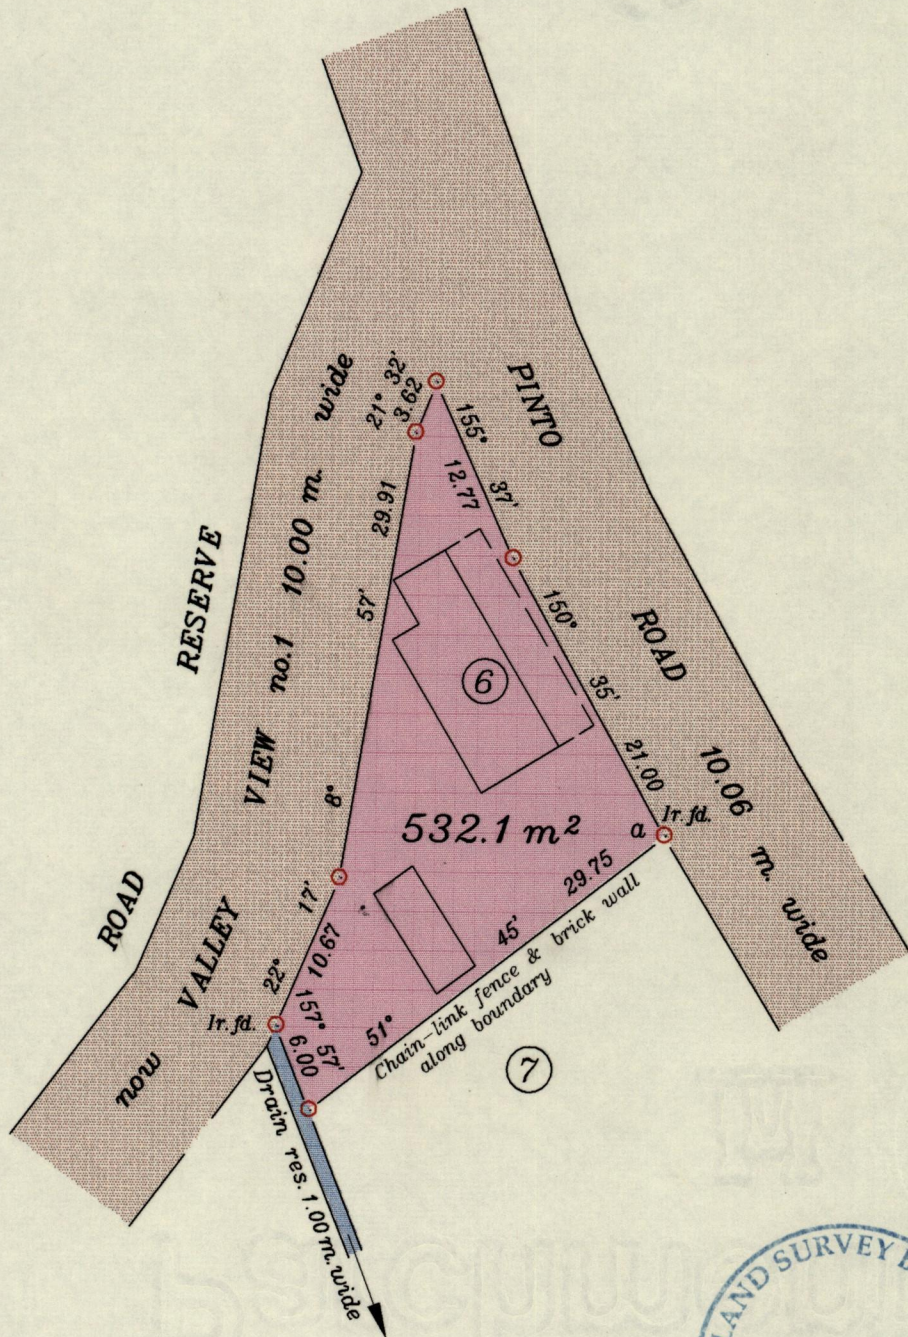 wide
21° 32'
3.62
PINTO
155°
37'
12.77
29.91
10.00 m.
RESERVE
57'
150°
ROAD
no.1
6
35'
VIEW
21.00
10.06
8°
532.1 m²
a
Ir. fd.
m.
wide
29.75
17'
ROAD
VALLEY
10.67
45'
22°
157° 57'
6.00
51°
Ir. fd.
Chain-link fence & brick wall
along boundary
now
7
Drain res. 1.00 m. wide
LAND SURVEY